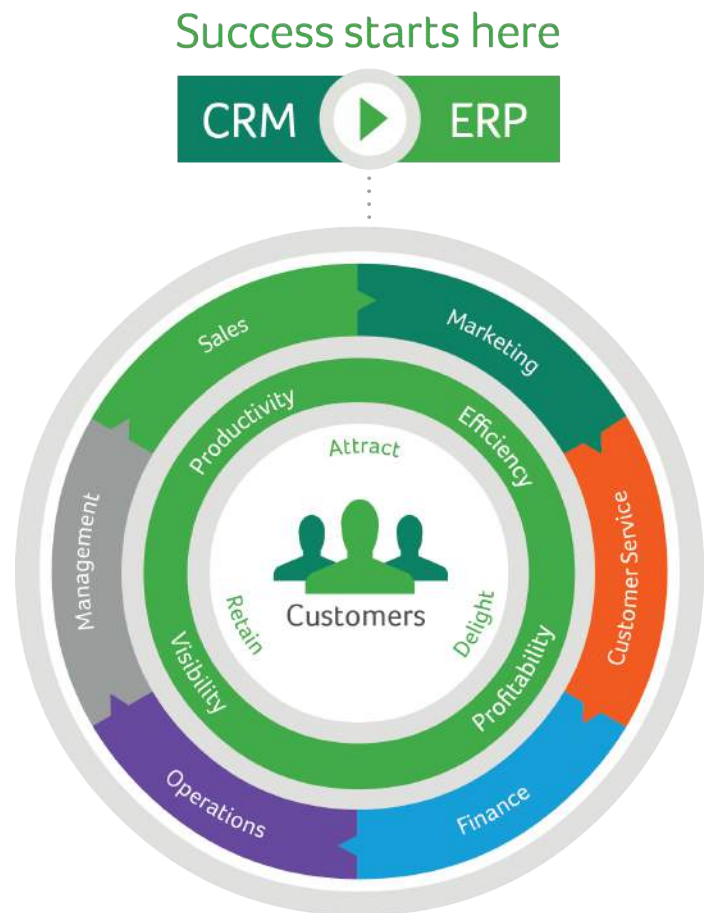 Success starts here
CRM
ERP
Sales
Marketing
Customer Service
Finance
Operations
Management
Productivity
Efficiency
Profitability
Visibility
Attract
Delight
Retain
Customers